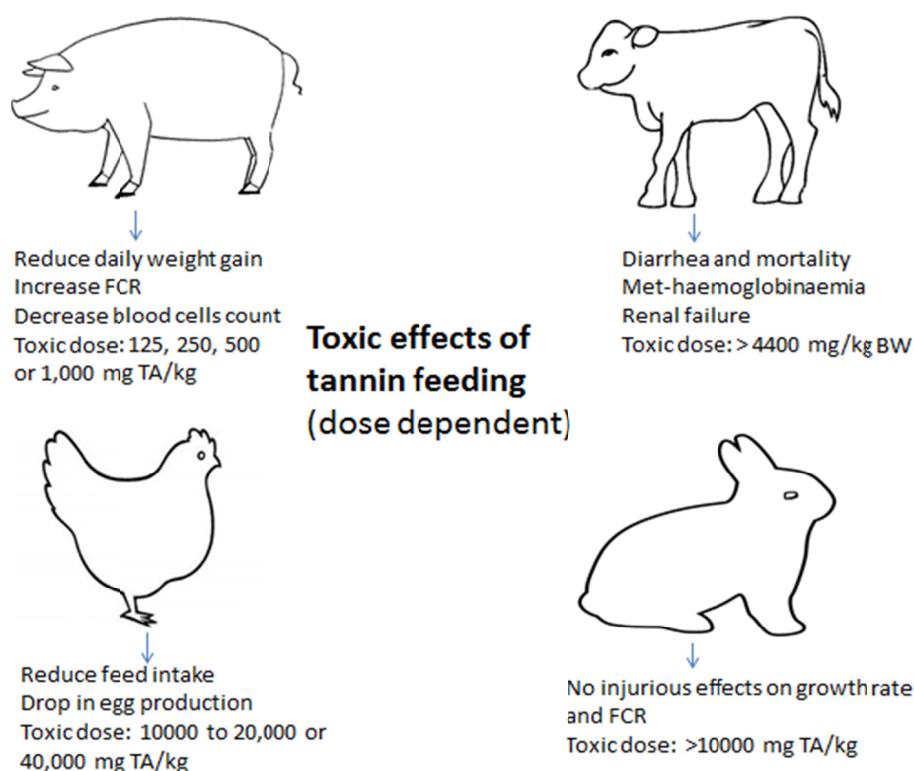 Reduce daily weight gain
Increase FCR
Decrease blood cells count
Toxic dose: 125, 250, 500
or 1,000 mg TA/kg
Diarrhea and mortality
Met-haemoglobinaemia
Renal failure
Toxic dose: > 4400 mg/kg BW
Toxic effects of
tannin feeding
(dose dependent)
Reduce feed intake
Drop in egg production
Toxic dose: 10000 to 20,000 or
40,000 mg TA/kg
No injurious effects on growth rate
and FCR
Toxic dose: >10000 mg TA/kg